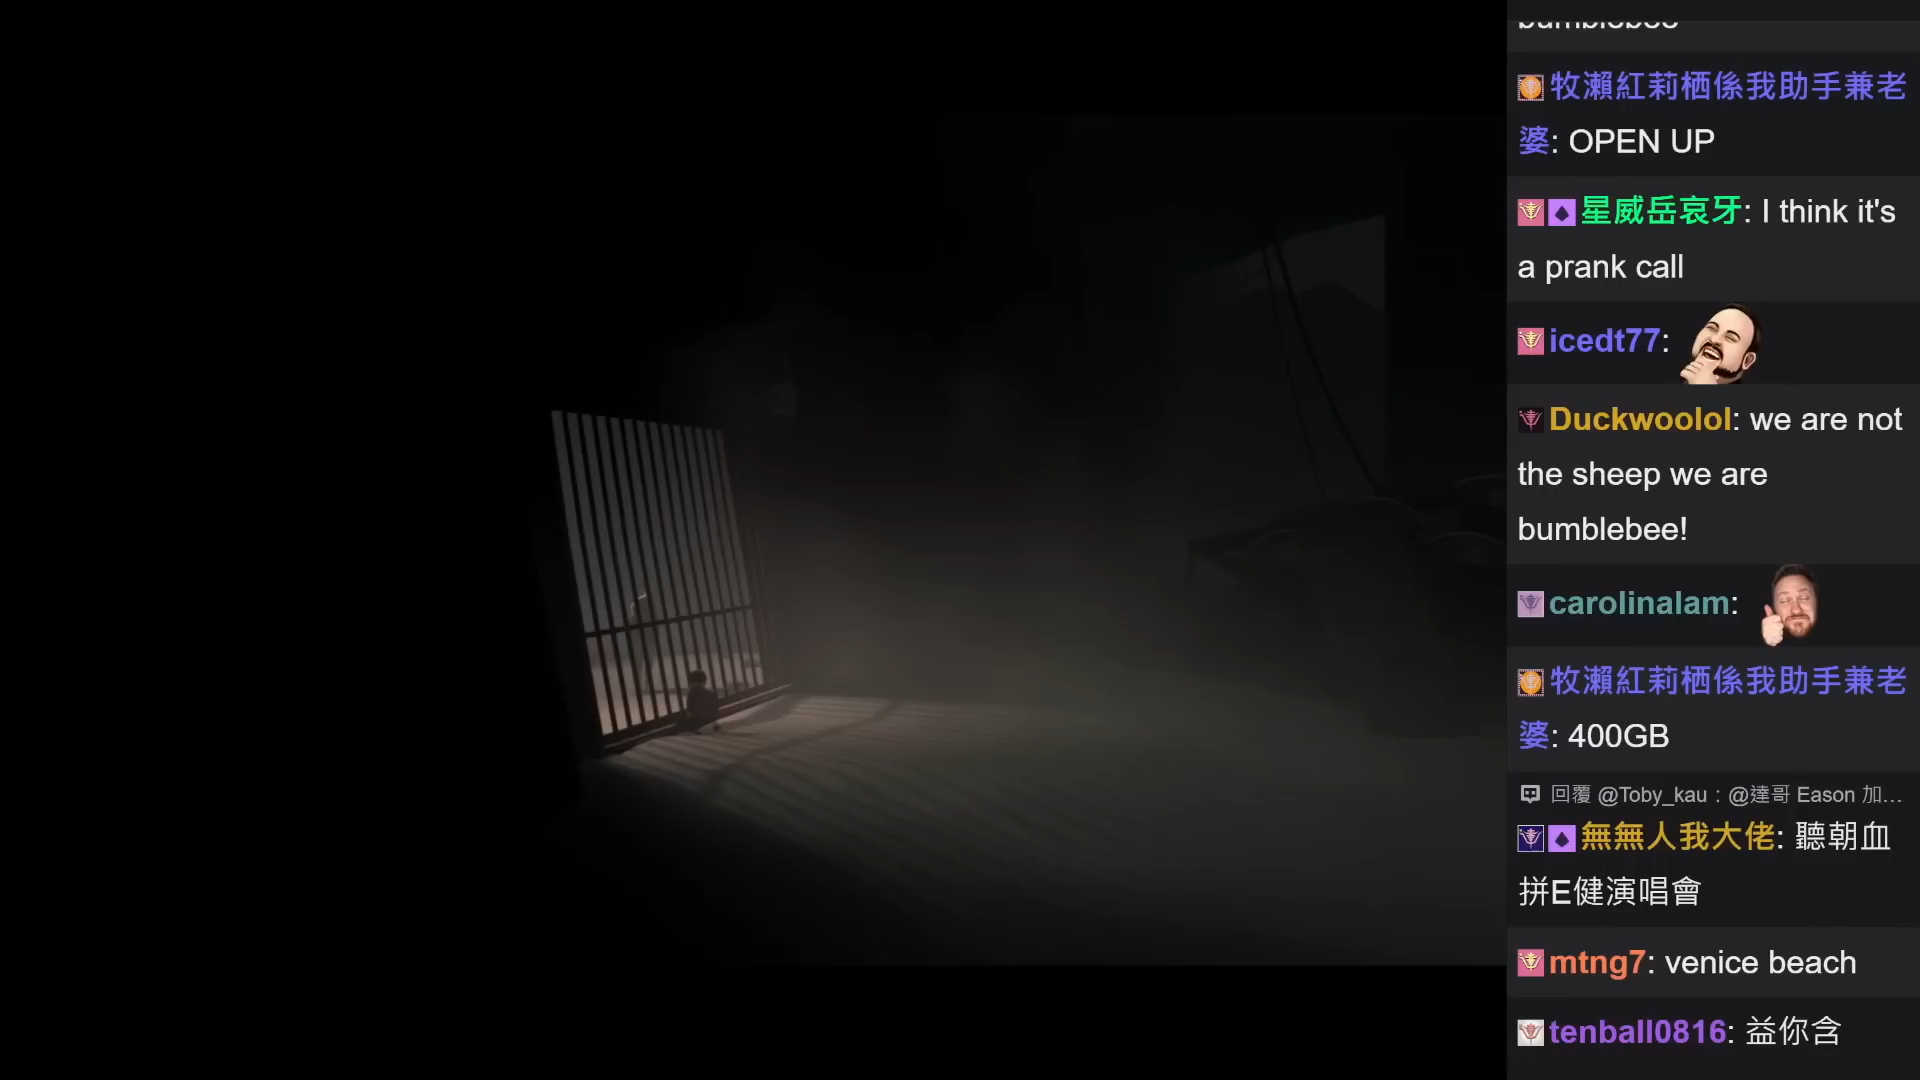 bumblebee
牧瀨紅莉栖係我助手兼老
婆: OPEN UP
星威岳哀牙: I think it's
a prank call
icedt77:
Duckwoolol: we are not
the sheep we are
bumblebee!
carolinalam:
牧瀨紅莉栖係我助手兼老
婆: 400GB
回覆 @Toby_kau：@達哥 Eason 加...
無無人我大佬: 聽朝血
拼E健演唱會
mtng7: venice beach
tenball0816: 益你含